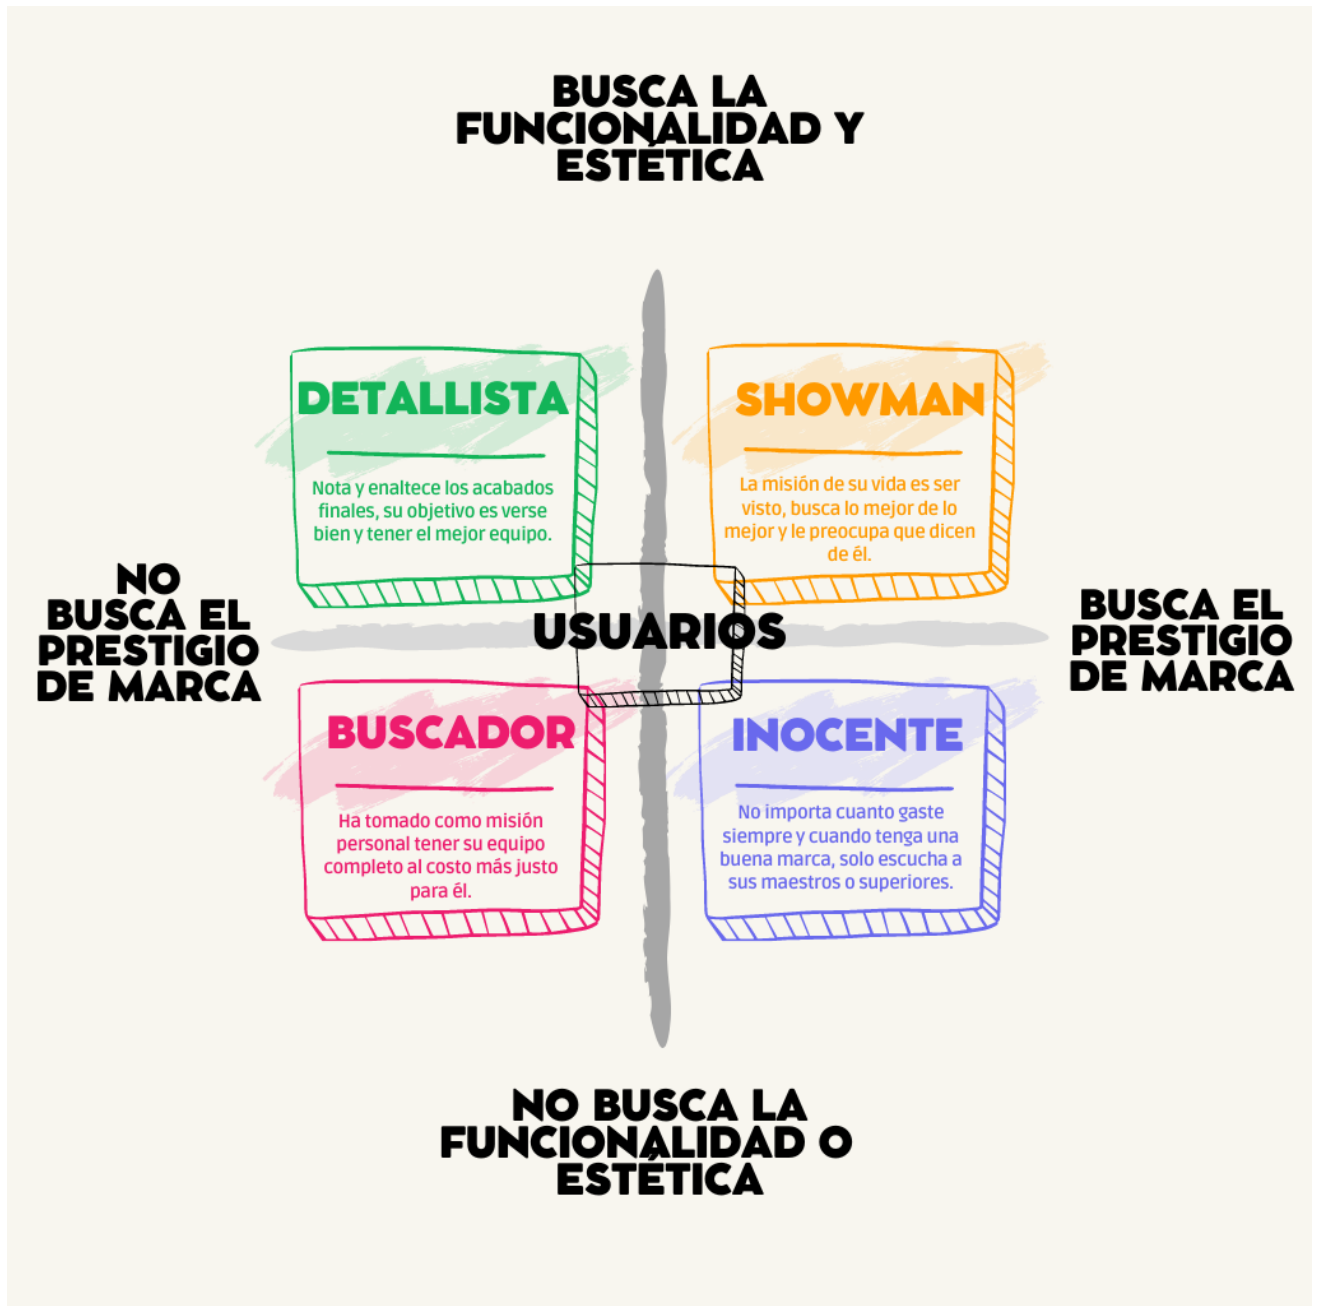 BUSCA LA
FUNCIONALIDAD Y
ESTÉTICA
DETALLISTA
Nota y enaltece los acabados
finales, su objetivo es verse
bien y tener el mejor equipo.
SHOWMAN
La misión de su vida es ser
visto, busca lo mejor de lo
mejor y le preocupa que dicen
de él.
NO
BUSCA EL
PRESTIGIO
DE MARCA
USUARIOS
BUSCA EL
PRESTIGIO
DE MARCA
BUSCADOR
Ha tomado como misión
personal tener su equipo
completo al costo más justo
para él.
INOCENTE
No importa cuanto gaste
siempre y cuando tenga una
buena marca, solo escucha a
sus maestros o superiores.
NO BUSCA LA
FUNCIONALIDAD O
ESTÉTICA